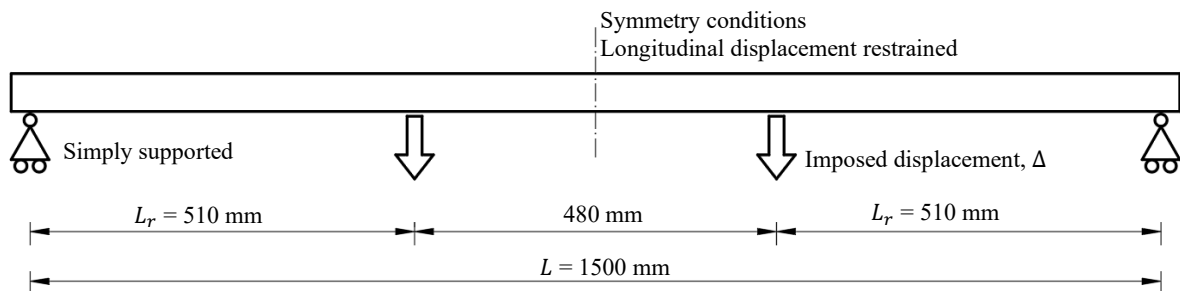 Symmetry conditions
Longitudinal displacement restrained
Simply supported
Imposed displacement, Δ
L_r = 510 mm
480 mm
L_r = 510 mm
L = 1500 mm